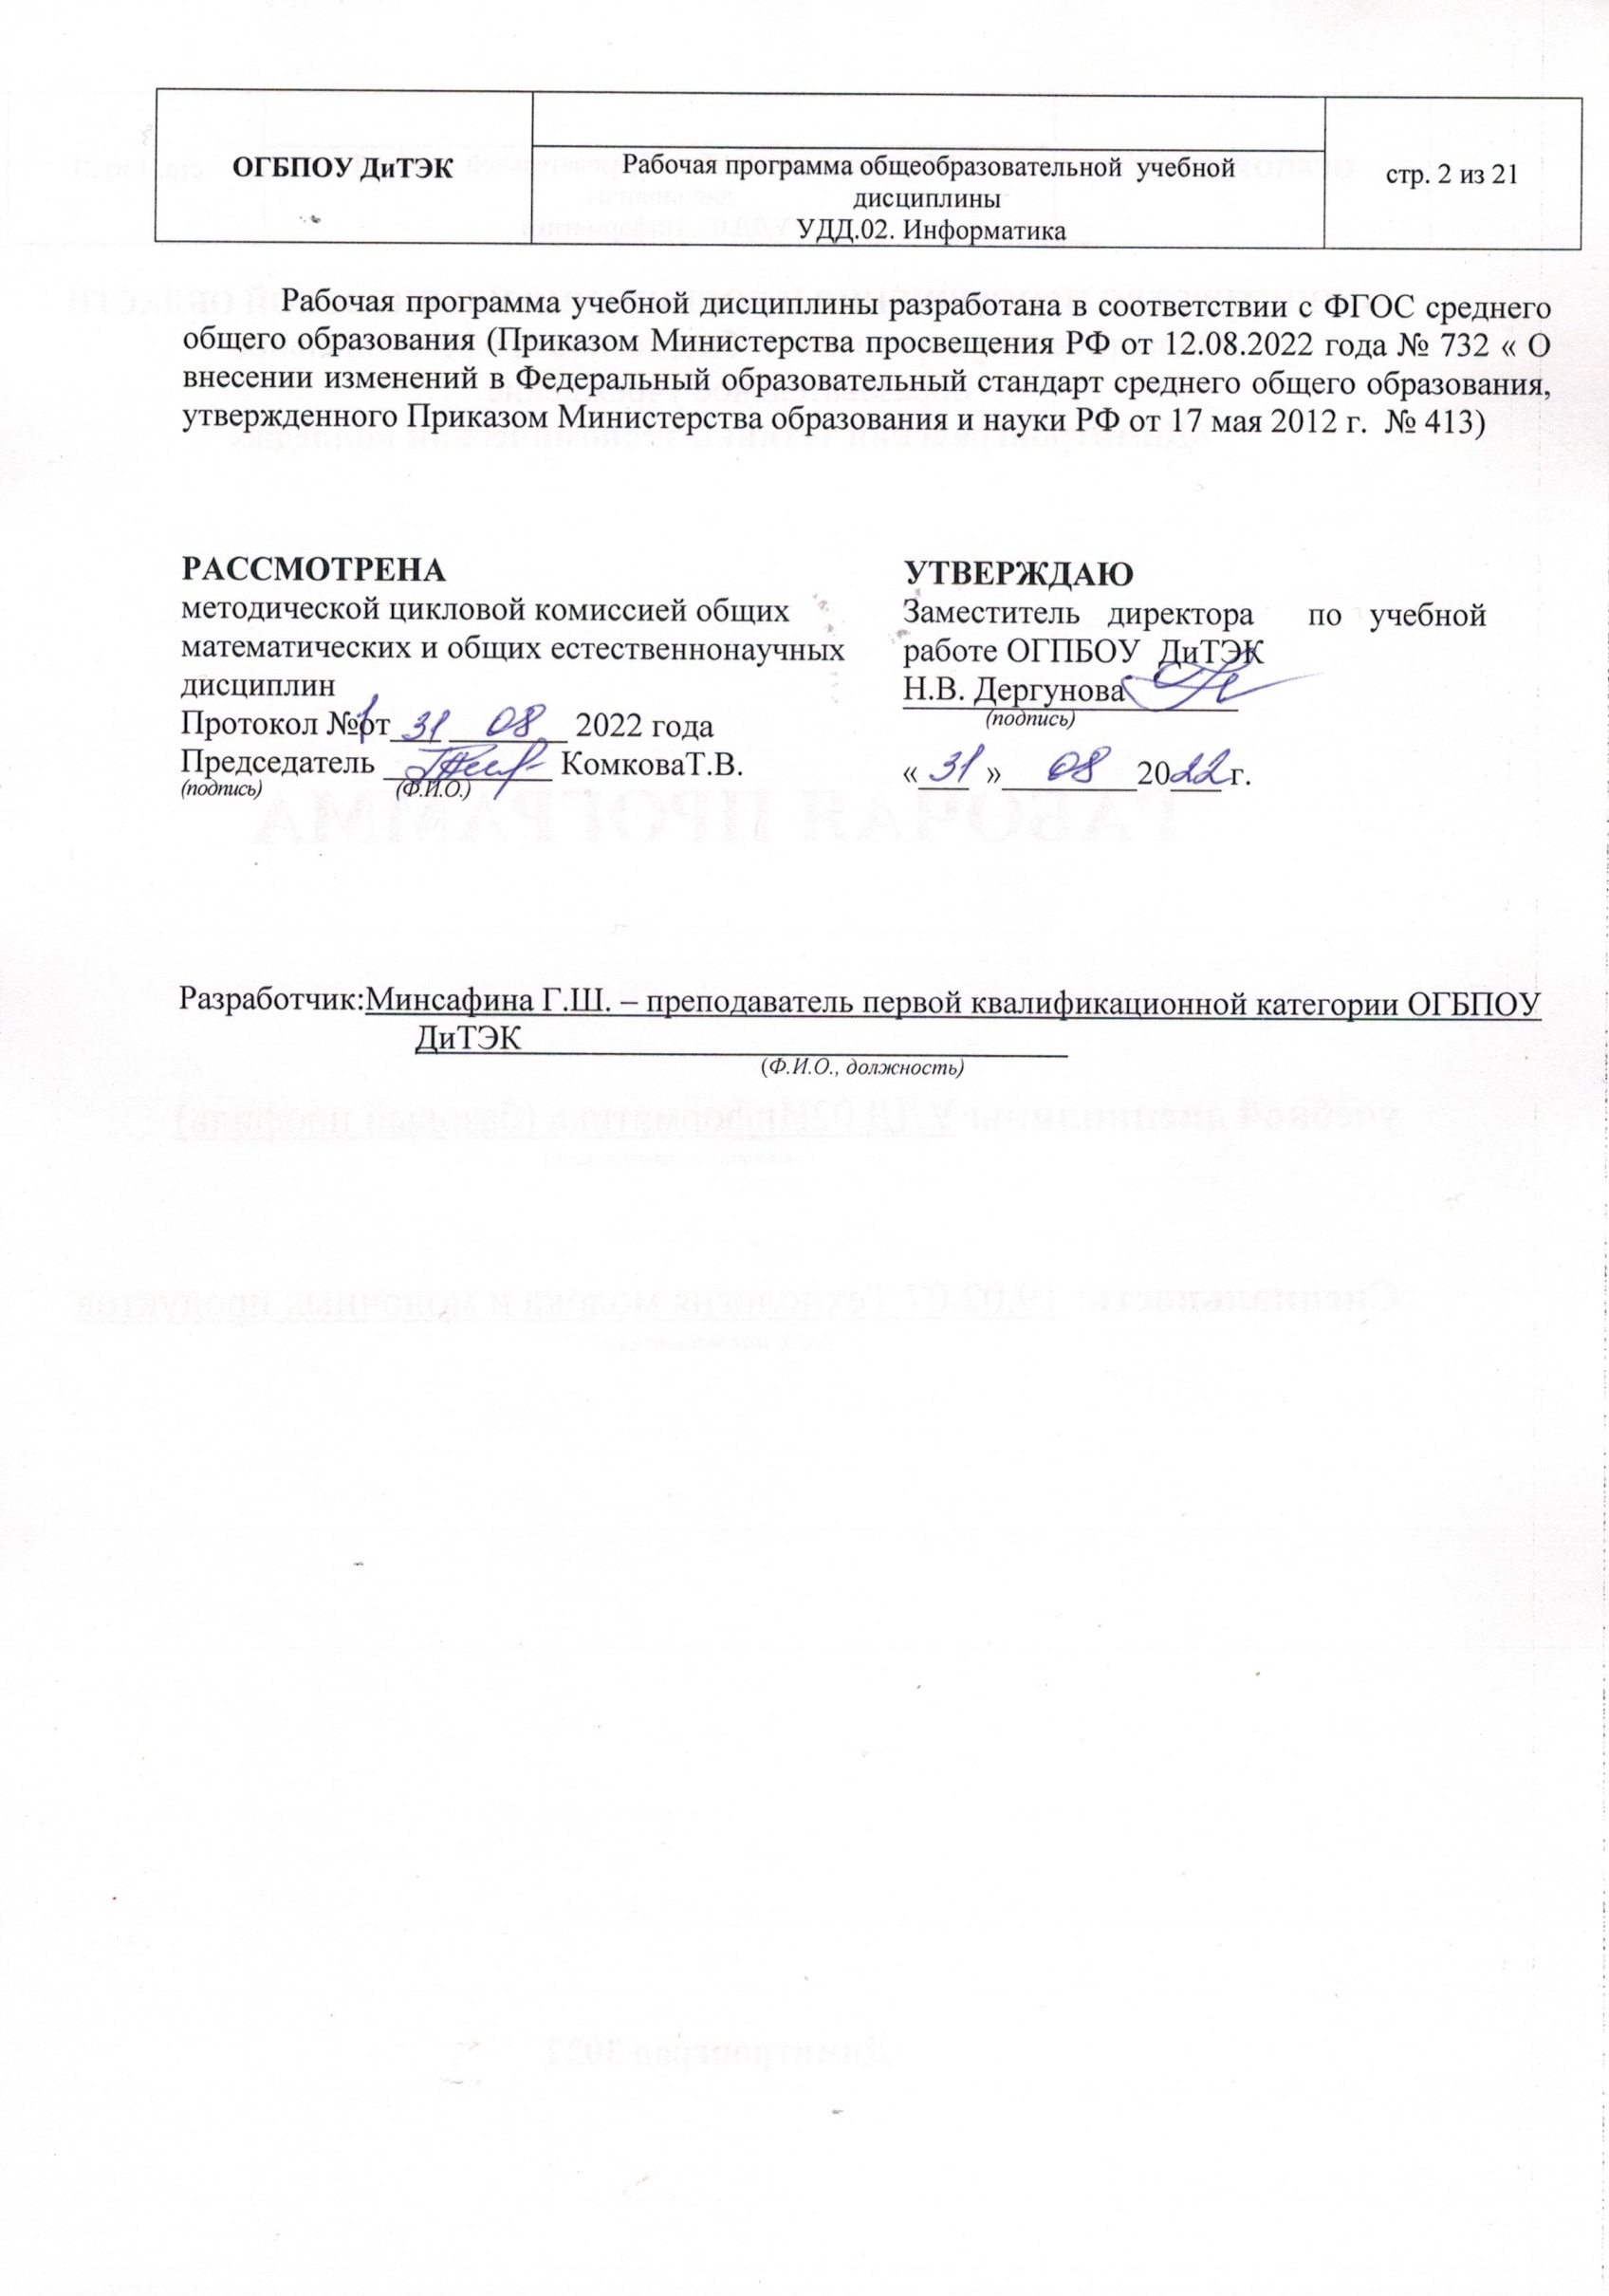 ОГБПОУ ДиТЭК
Рабочая программа общеобразовательной учебной
дисциплины
УДД.02. Информатика
стр. 2 из 21
Рабочая программа учебной дисциплины разработана в соответствии с ФГОС среднего
общего образования (Приказом Министерства просвещения РФ от 12.08.2022 года № 732 « О
внесении изменений в Федеральный образовательный стандарт среднего общего образования,
утвержденного Приказом Министерства образования и науки РФ от 17 мая 2012 г. № 413)
РАССМОТРЕНА
методической цикловой комиссией общих
математических и общих естественнонаучных
дисциплин
Протокол №1 от 31 08 2022 года
Председатель __________ КомковаТ.В.
(подпись) (Ф.И.О.)
УТВЕРЖДАЮ
Заместитель директора по учебной
работе ОГПБОУ ДиТЭК
Н.В. Дергунова
(подпись)
« 31 » 08 2022 г.
Разработчик:Минсафина Г.Ш. – преподаватель первой квалификационной категории ОГБПОУ
ДиТЭК
(Ф.И.О., должность)